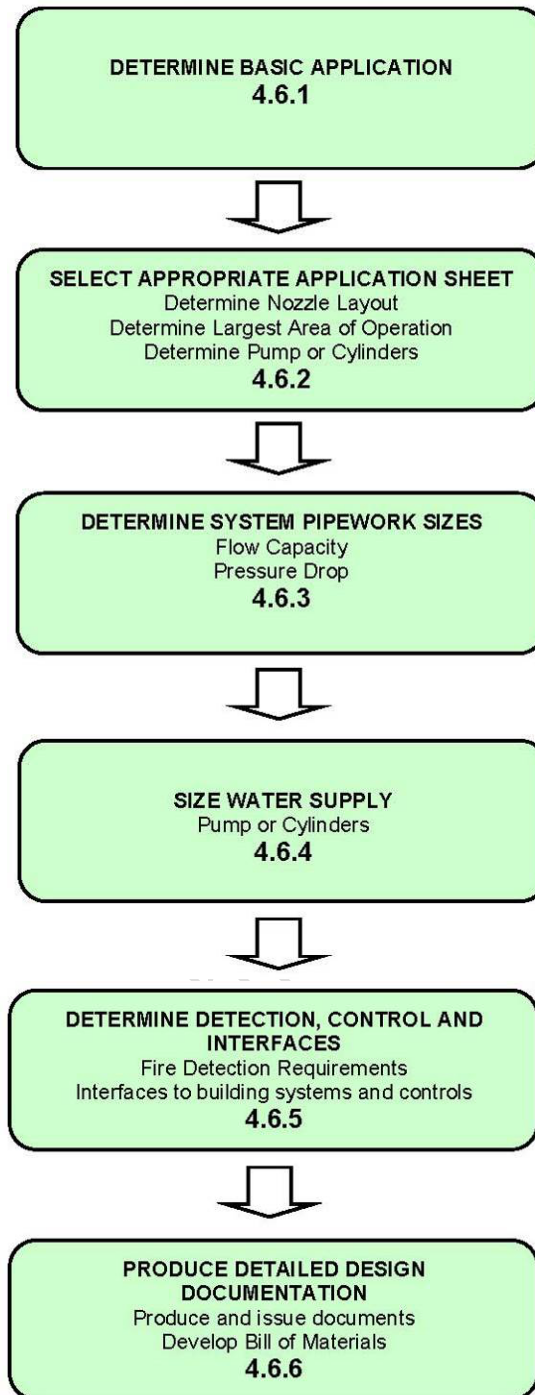 DETERMINE BASIC APPLICATION
4.6.1
SELECT APPROPRIATE APPLICATION SHEET
Determine Nozzle Layout
Determine Largest Area of Operation
Determine Pump or Cylinders
4.6.2
DETERMINE SYSTEM PIPEWORK SIZES
Flow Capacity
Pressure Drop
4.6.3
SIZE WATER SUPPLY
Pump or Cylinders
4.6.4
DETERMINE DETECTION, CONTROL AND
INTERFACES
Fire Detection Requirements
Interfaces to building systems and controls
4.6.5
PRODUCE DETAILED DESIGN
DOCUMENTATION
Produce and issue documents
Develop Bill of Materials
4.6.6